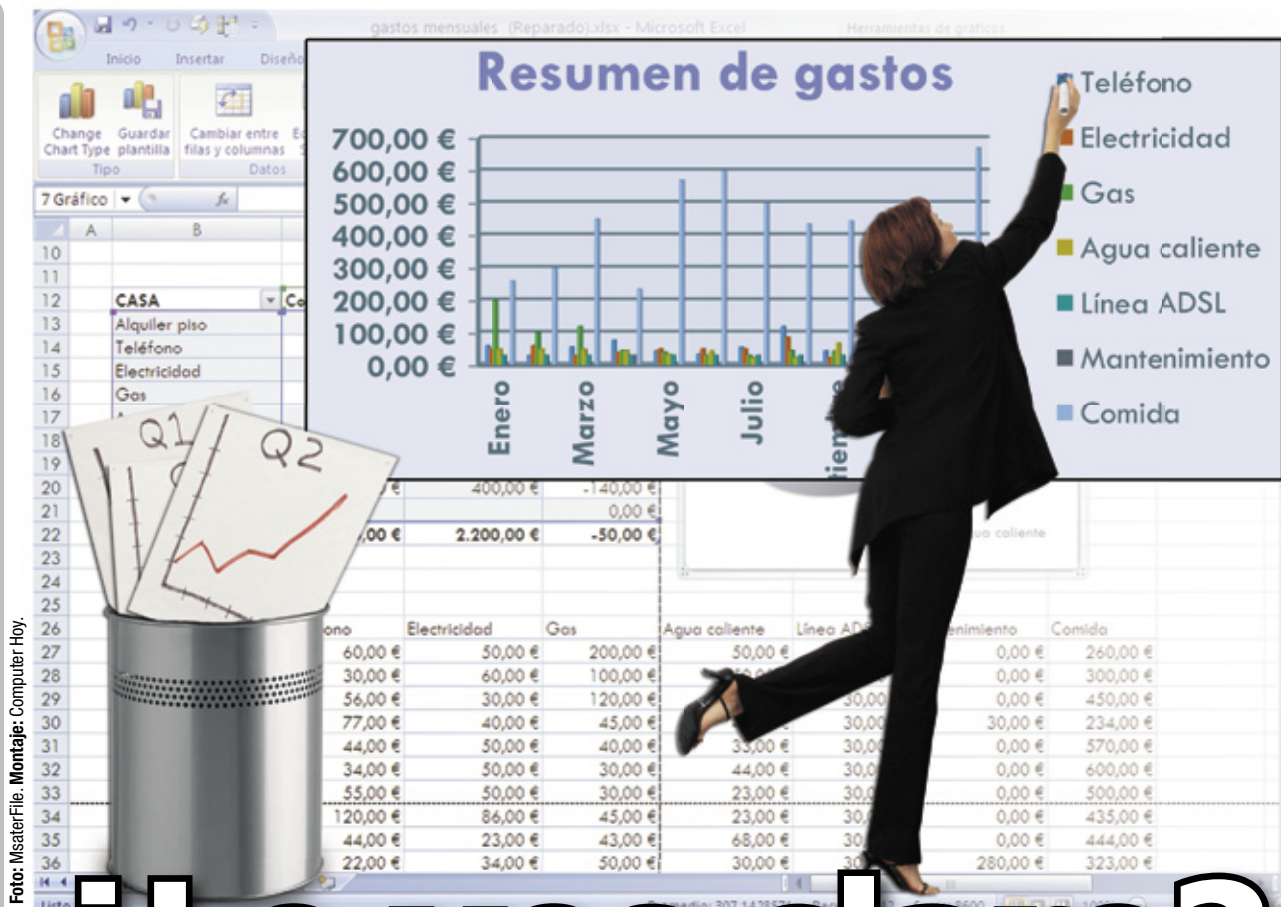 gastos mensuales (Reparado).xlsx - Microsoft Excel
Herramientas de gráficos
Inicio Insertar Diseño
Change Chart Type
Guardar plantilla
Cambiar entre filas y columnas
Tipo
Datos
7 Gráfico fx
Resumen de gastos
700,00 €
600,00 €
500,00 €
400,00 €
300,00 €
200,00 €
100,00 €
0,00 €
Enero
Marzo
Mayo
Julio
Teléfono
Electricidad
Gas
Agua caliente
Línea ADSL
Mantenimiento
Comida
A B
10
11
12 CASA
13 Alquiler piso
14 Teléfono
15 Electricidad
16 Gas
17
18
19
20 400,00 € -140,00 €
21 0,00 €
22 2.200,00 € -50,00 €
23
24
25
Q1
Q2
26 Electricidad Gas Agua caliente Línea Comida
27 60,00 € 50,00 € 200,00 € 50,00 € 0,00 € 260,00 €
28 30,00 € 60,00 € 100,00 € 0,00 € 300,00 €
29 56,00 € 30,00 € 120,00 € 30,00 0,00 € 450,00 €
30 77,00 € 40,00 € 45,00 € 30,00 30,00 € 234,00 €
31 44,00 € 50,00 € 40,00 € 33,00 € 0,00 € 570,00 €
32 34,00 € 50,00 € 30,00 € 44,00 € 0,00 € 600,00 €
33 55,00 € 50,00 € 30,00 € 23,00 € 0,00 € 500,00 €
34 120,00 € 86,00 € 45,00 € 23,00 € 0,00 € 435,00 €
35 44,00 € 23,00 € 43,00 € 68,00 € 0,00 € 444,00 €
36 22,00 € 34,00 € 50,00 € 30,00 € 280,00 € 323,00 €
Foto: MsaterFile. Montaje: Computer Hoy.